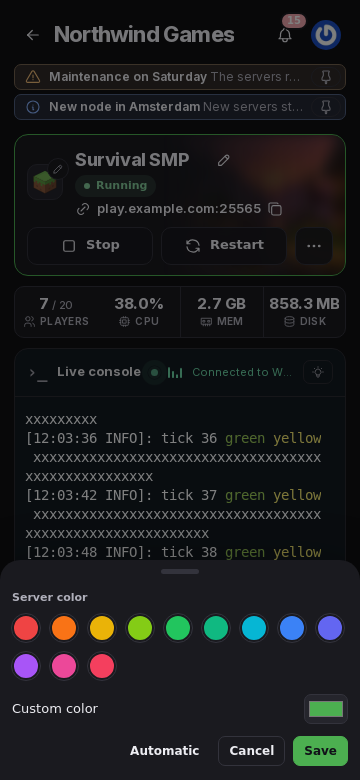 Northwind Games
15
Maintenance on Saturday The servers r...
New node in Amsterdam New servers st...
Survival SMP
Running
play.example.com:25565
Stop
Restart
7 / 20
38.0%
2.7 GB
858.3 MB
PLAYERS
CPU
MEM
DISK
Live console
Connected to W...
xxxxxxxxx
[12:03:36 INFO]: tick 36 green yellow
xxxxxxxxxxxxxxxxxxxxxxxxxxxxxxxxxxx
xxxxxxxxxxxxxxxx
[12:03:42 INFO]: tick 37 green yellow
xxxxxxxxxxxxxxxxxxxxxxxxxxxxxxxxxxx
xxxxxxxxxxxxxxxxxxxxxxx
[12:03:48 INFO]: tick 38 green yellow
Server color
Custom color
Automatic
Cancel
Save